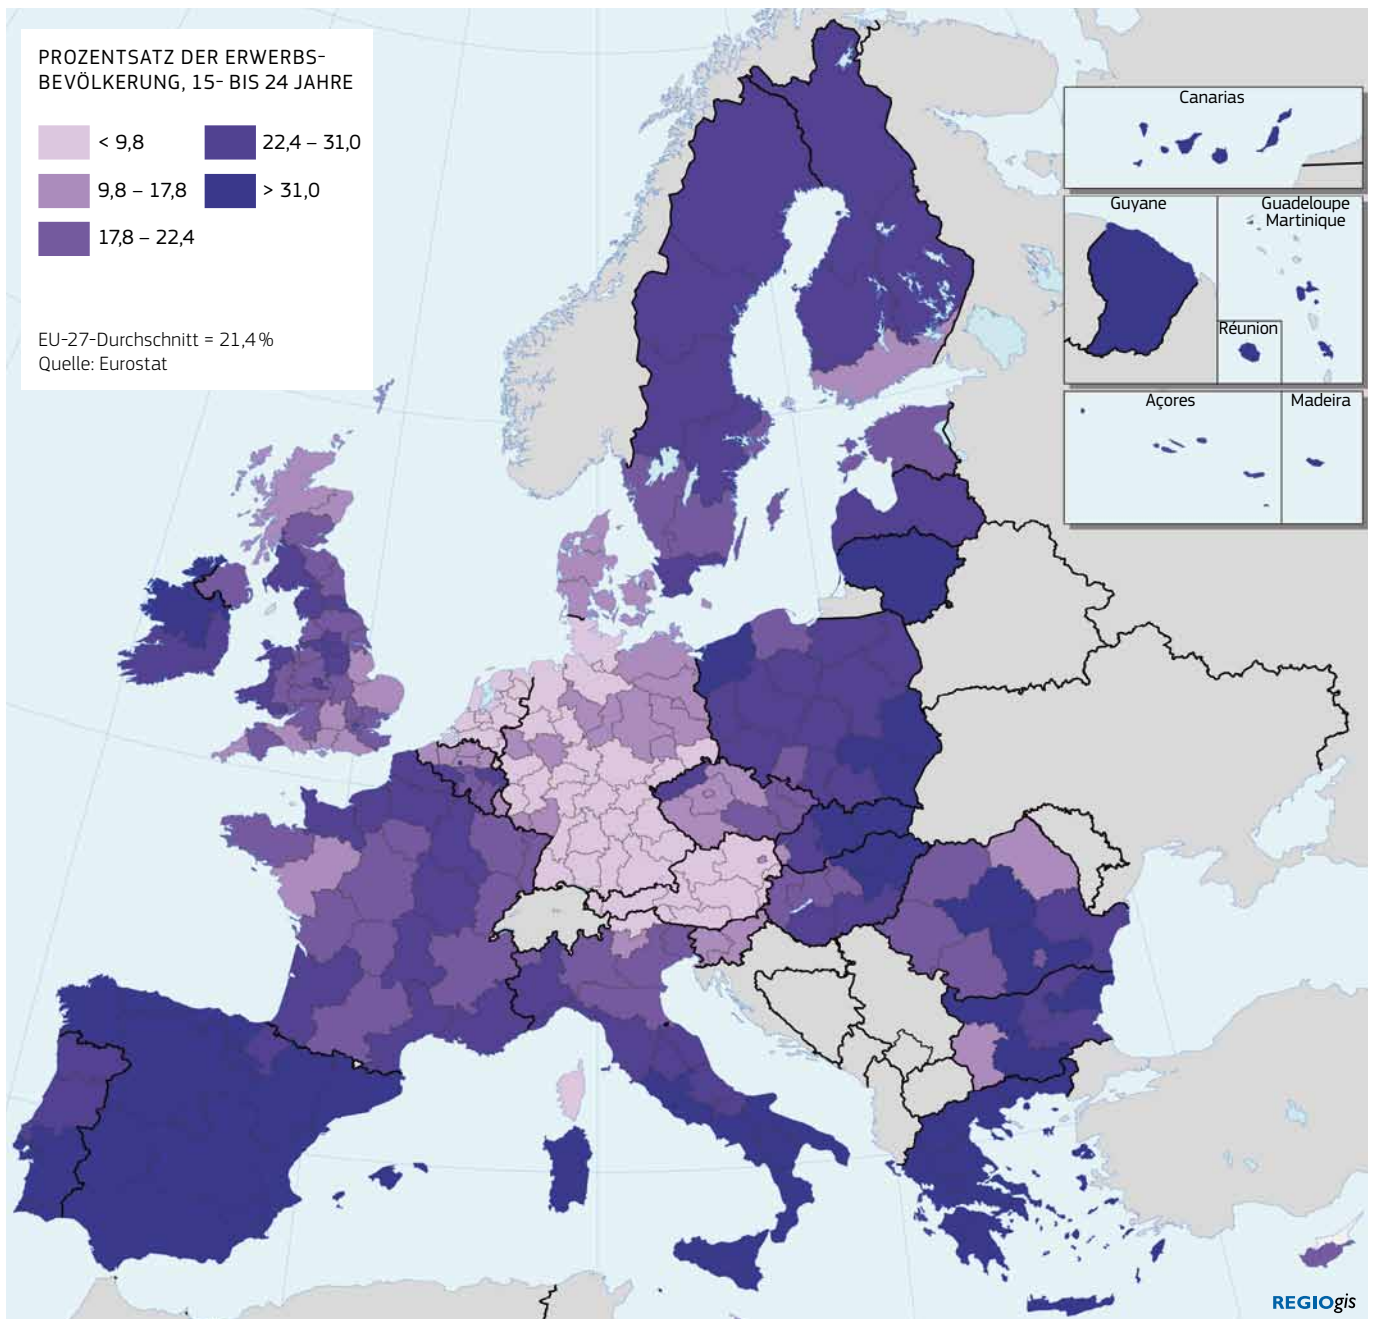 PROZENTSATZ DER ERWERBS-
BEVÖLKERUNG, 15- BIS 24 JAHRE
< 9,8
22,4 – 31,0
9,8 – 17,8
> 31,0
17,8 – 22,4
EU-27-Durchschnitt = 21,4 %
Quelle: Eurostat
Canarias
Guyane
Guadeloupe
Martinique
Réunion
Açores
Madeira
REGIOgis